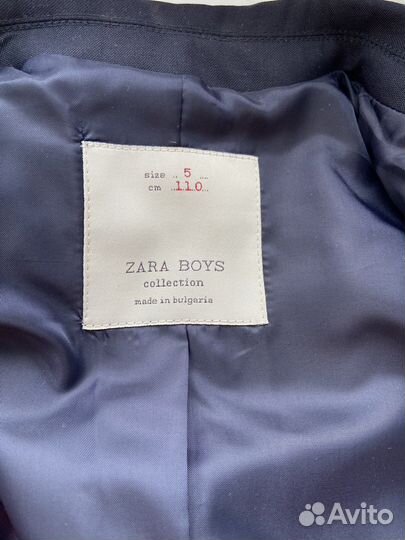 size .. 5 ....
cm ..110...
ZARA BOYS
collection
made in bulgaria
Avito